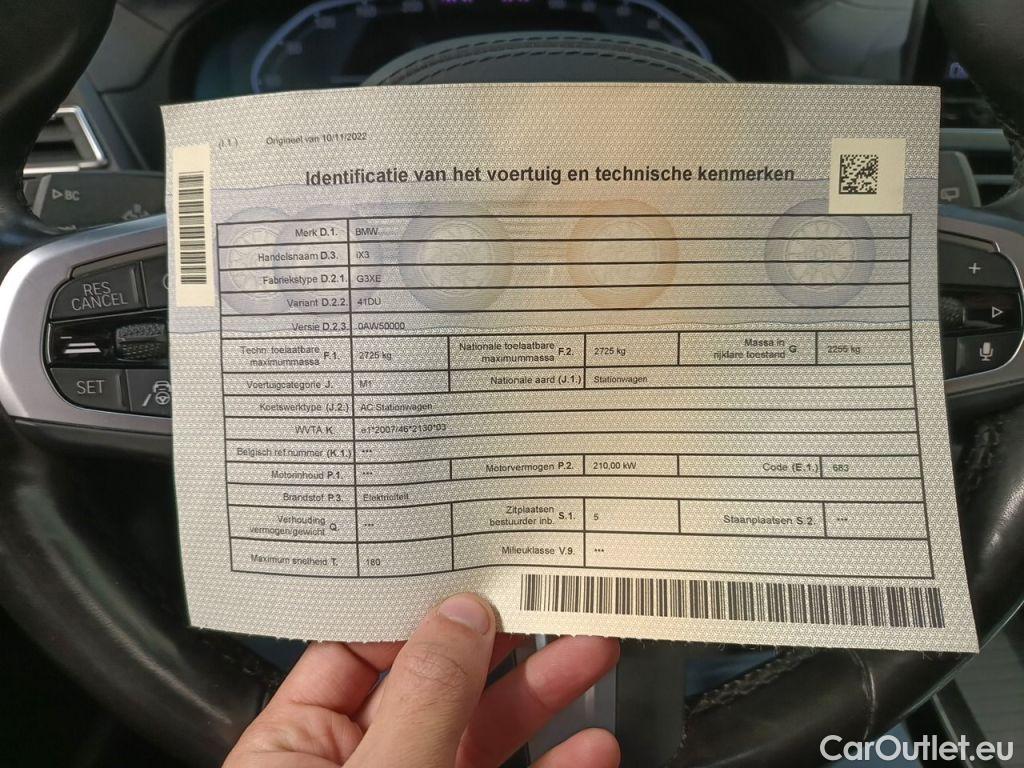 (I.1.) Origineel van 10/11/2022
Identificatie van het voertuig en technische kenmerken
Merk D.1. BMW
Handelsnaam D.3. iX3
Fabriekstype D.2.1. G3XE
Variant D.2.2. 41DU
Versie D.2.3. 0AW50000
Techn. toelaatbare maximummassa F.1. 2725 kg Nationale toelaatbare maximummassa F.2. 2725 kg Massa in rijklare toestand G. 2255 kg
Voertuigcategorie J. M1 Nationale aard (J.1.) Stationwagen
Koetswerktype (J.2.) AC Stationwagen
WVTA K. e1*2007/46*2130*03
Belgisch ref.nummer (K.1.) ***
Motorinhoud P.1. *** Motorvermogen P.2. 210,00 kW Code (E.1.) 683
Brandstof P.3. Elektriciteit
Verhouding vermogen/gewicht Q. *** Zitplaatsen bestuurder inb. S.1. 5 Staanplaatsen S.2. ***
Maximum snelheid T. 180 Milieuklasse V.9. ***
BC
RES
CANCEL
SET
+
CarOutlet.eu